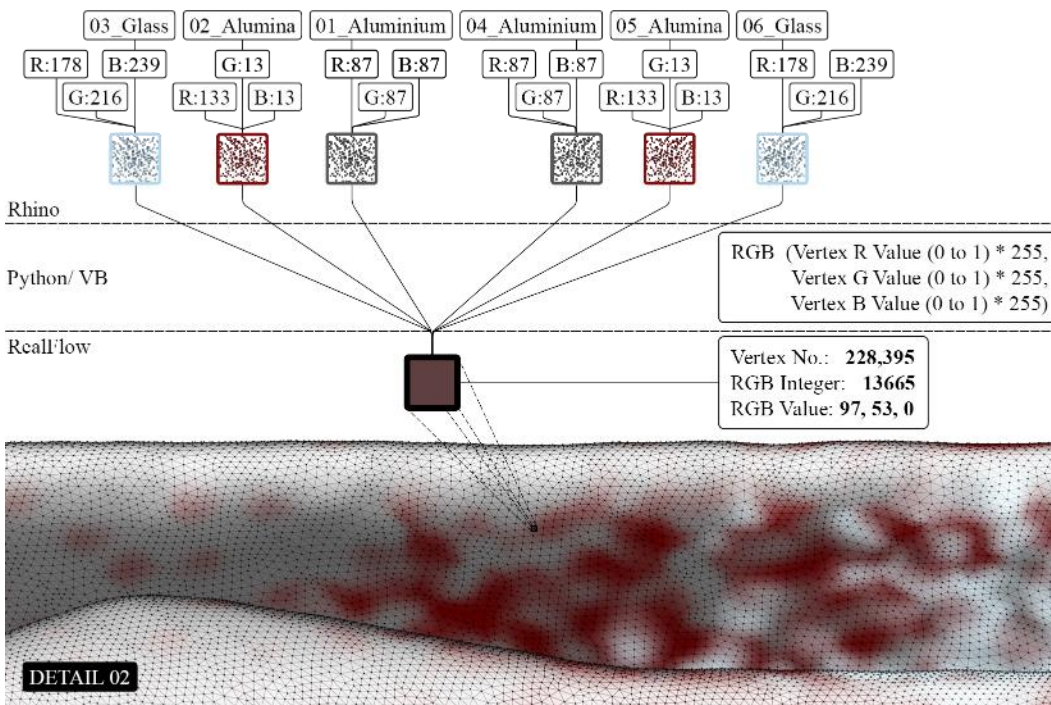 03_Glass 02_Alumina 01_Aluminium 04_Aluminium 05_Alumina 06_Glass
R:178 B:239 G:13 R:87 B:87 R:87 B:87 G:13 R:178 B:239
G:216 R:133 B:13 G:87 G:87 R:133 B:13 G:216
Rhino
Python/ VB
RGB (Vertex R Value (0 to 1) * 255,
Vertex G Value (0 to 1) * 255,
Vertex B Value (0 to 1) * 255)
RealFlow
Vertex No.: 228,395
RGB Integer: 13665
RGB Value: 97, 53, 0
DETAIL 02